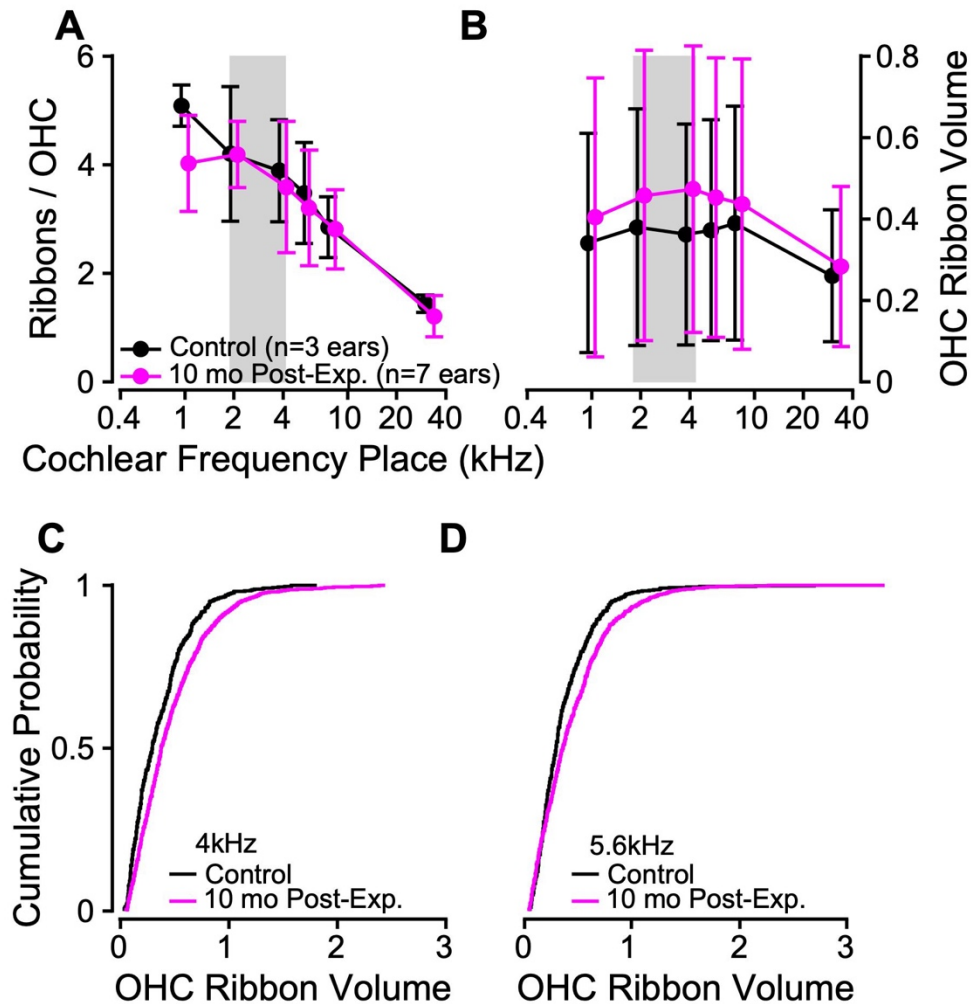 A
B
6
4
2
0
Ribbons / OHC
Control (n=3 ears)
10 mo Post-Exp. (n=7 ears)
0.4 1 2 4 10 20 40
0.8
0.6
0.4
0.2
0
OHC Ribbon Volume
0.4 1 2 4 10 20 40
Cochlear Frequency Place (kHz)
C
D
1
0.5
0
Cumulative Probability
4kHz
Control
10 mo Post-Exp.
0 1 2 3
OHC Ribbon Volume
5.6kHz
Control
10 mo Post-Exp.
0 1 2 3
OHC Ribbon Volume